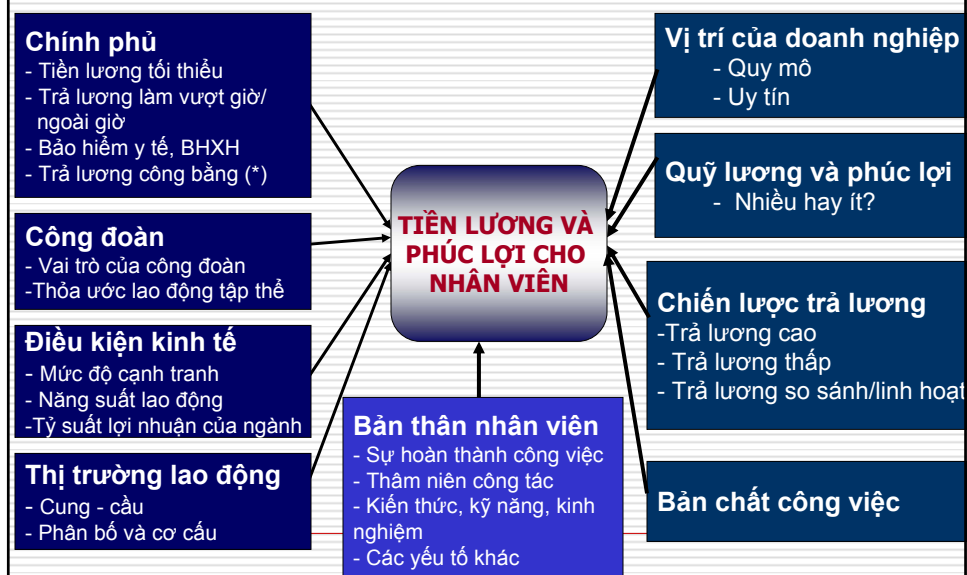 Chính phủ
- Tiền lương tối thiểu
- Trả lương làm vượt giờ/
ngoài giờ
- Bảo hiểm y tế, BHXH
- Trả lương công bằng (*)
Công đoàn
- Vai trò của công đoàn
-Thỏa ước lao động tập thể
Điều kiện kinh tế
- Mức độ cạnh tranh
- Năng suất lao động
-Tỷ suất lợi nhuận của ngành
Thị trường lao động
- Cung - cầu
- Phân bố và cơ cấu
TIỀN LƯƠNG VÀ
PHÚC LỢI CHO
NHÂN VIÊN
Bản thân nhân viên
- Sự hoàn thành công việc
- Thâm niên công tác
- Kiến thức, kỹ năng, kinh
nghiệm
- Các yếu tố khác
Vị trí của doanh nghiệp
- Quy mô
- Uy tín
Quỹ lương và phúc lợi
- Nhiều hay ít?
Chiến lược trả lương
-Trả lương cao
- Trả lương thấp
- Trả lương so sánh/linh hoạt
Bản chất công việc